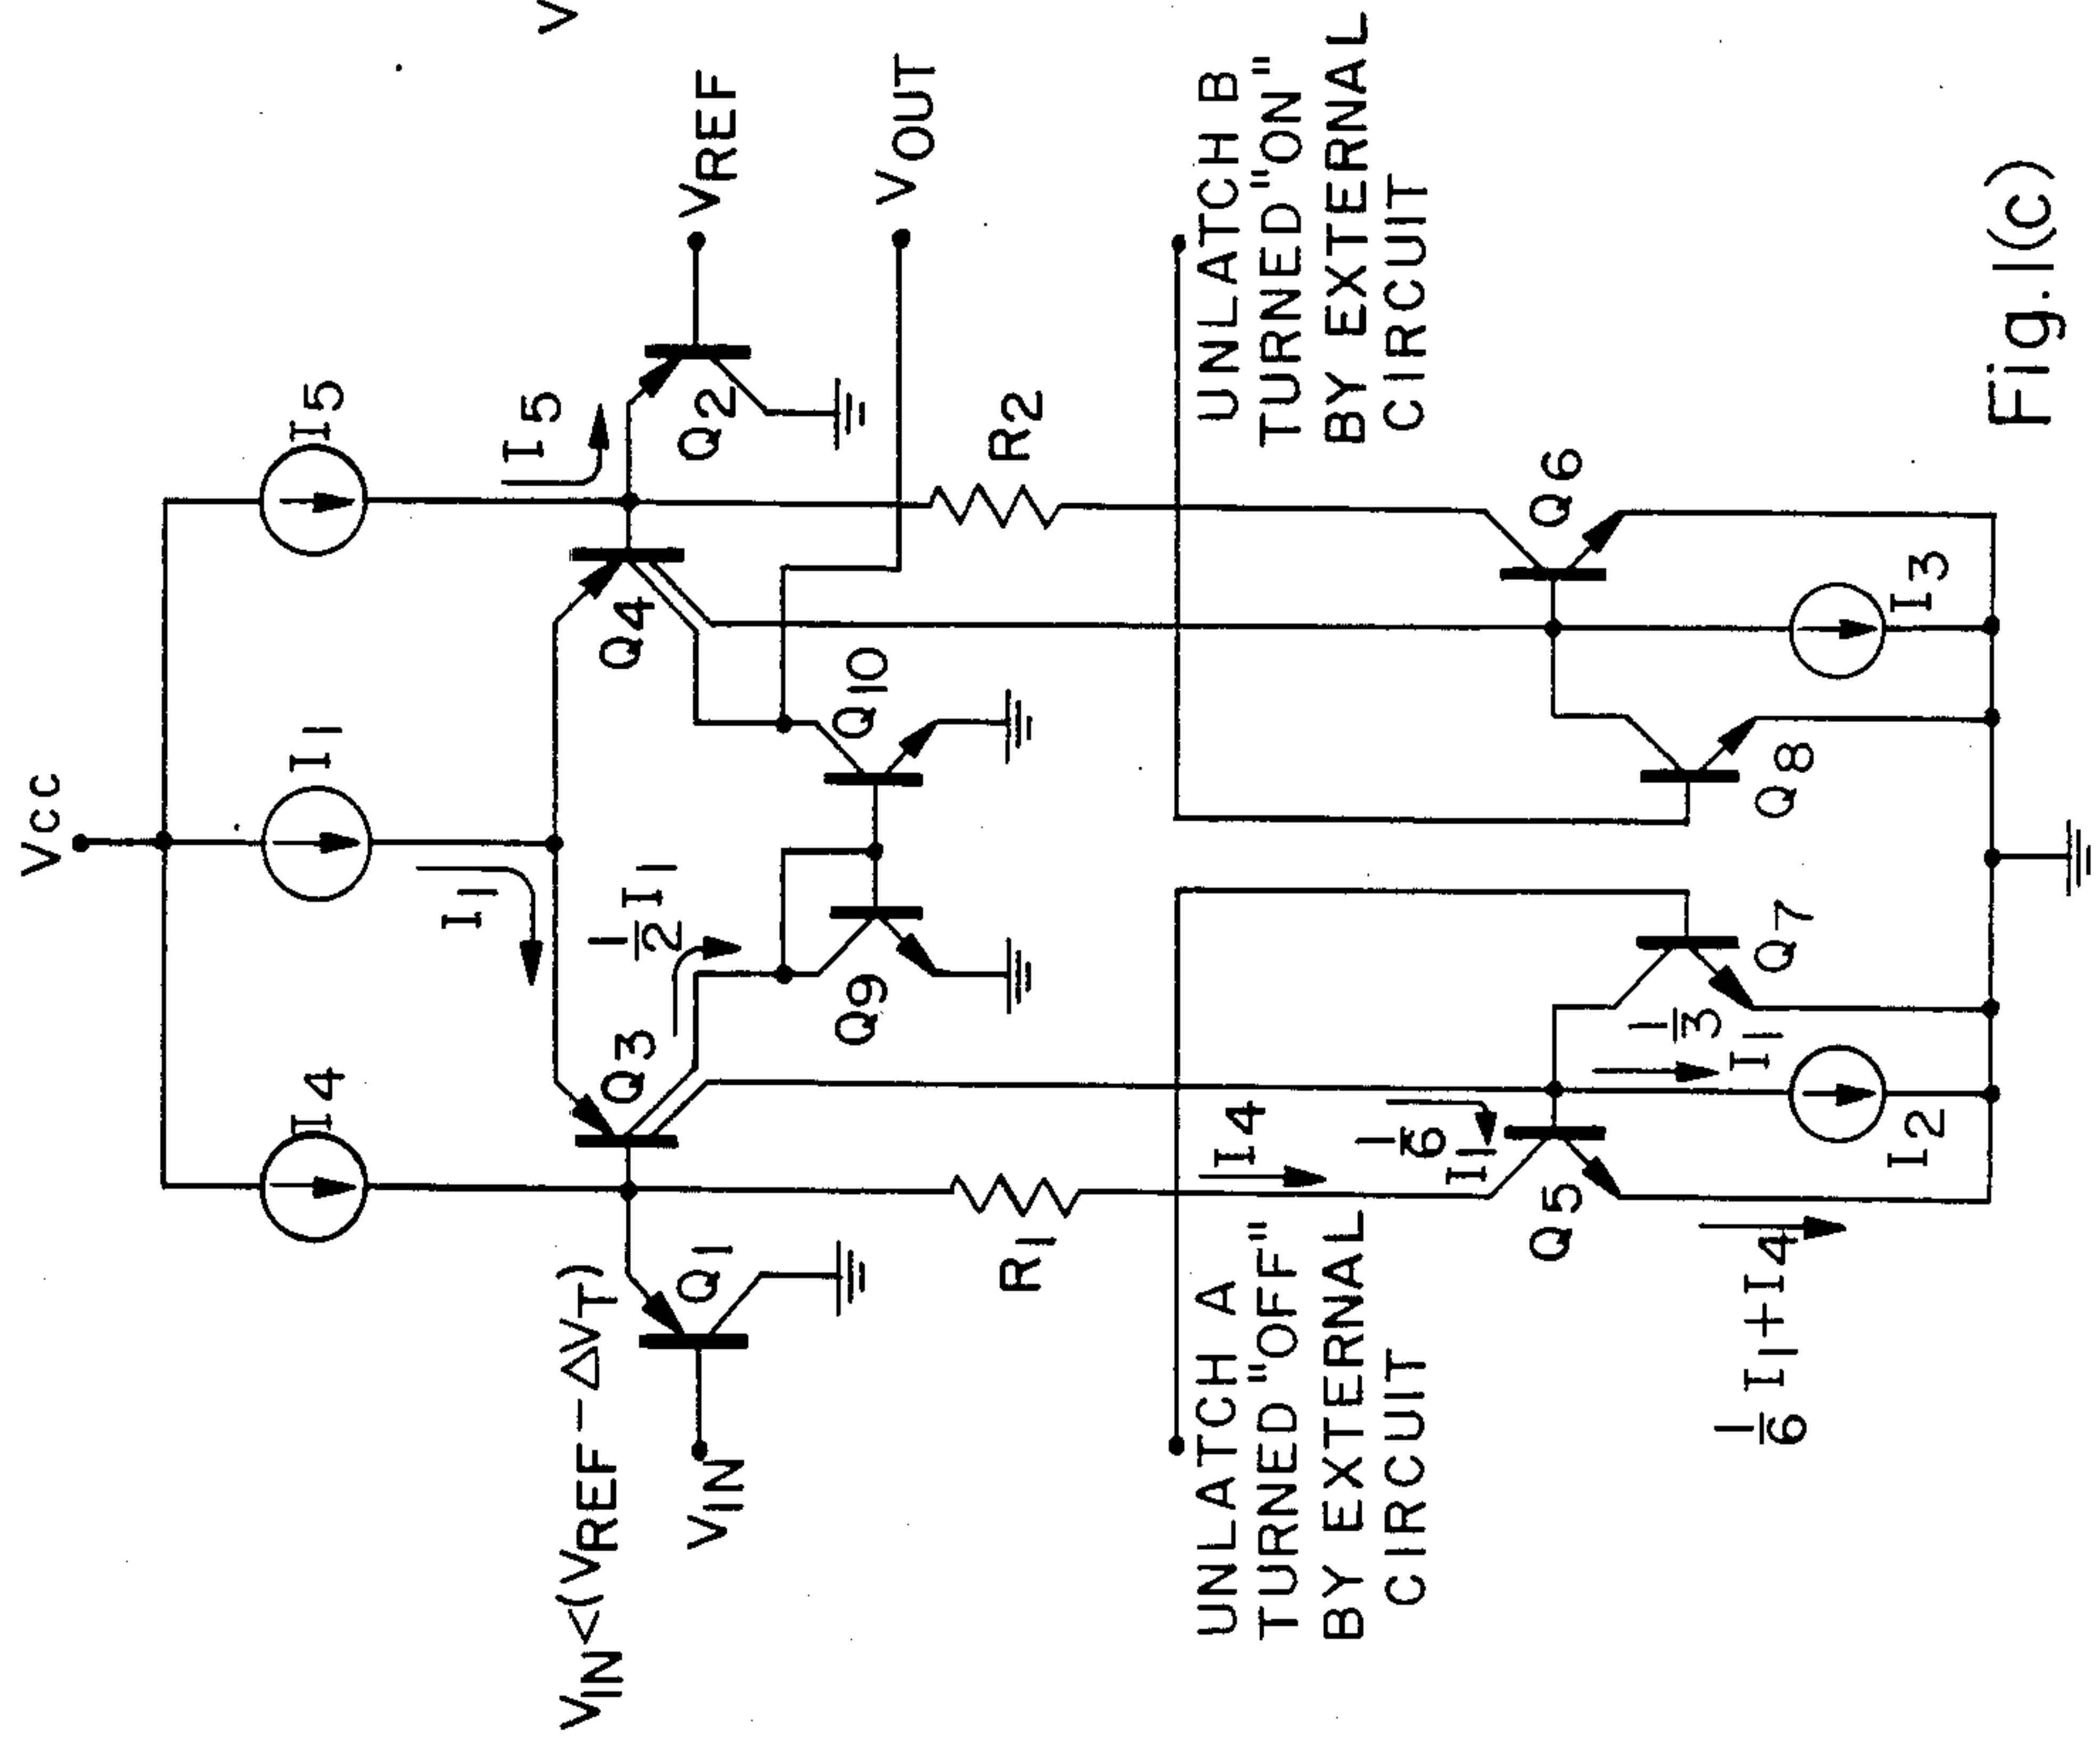 Vcc
I4
I1
I5
I1
I5
V
VIN<(VREF−ΔVT)
1/2 I1
Q3
Q4
VIN
Q1
Q2
VREF
Q9
Q10
VOUT
R1
R2
UNLATCH A
TURNED "OFF"
BY EXTERNAL
CIRCUIT
I4
UNLATCH B
TURNED "ON"
BY EXTERNAL
CIRCUIT
1/6 I1
Q5
Q6
1/3 I1
Q7
Q8
1/6 I1+I4
I2
I3
Fig.1(c)